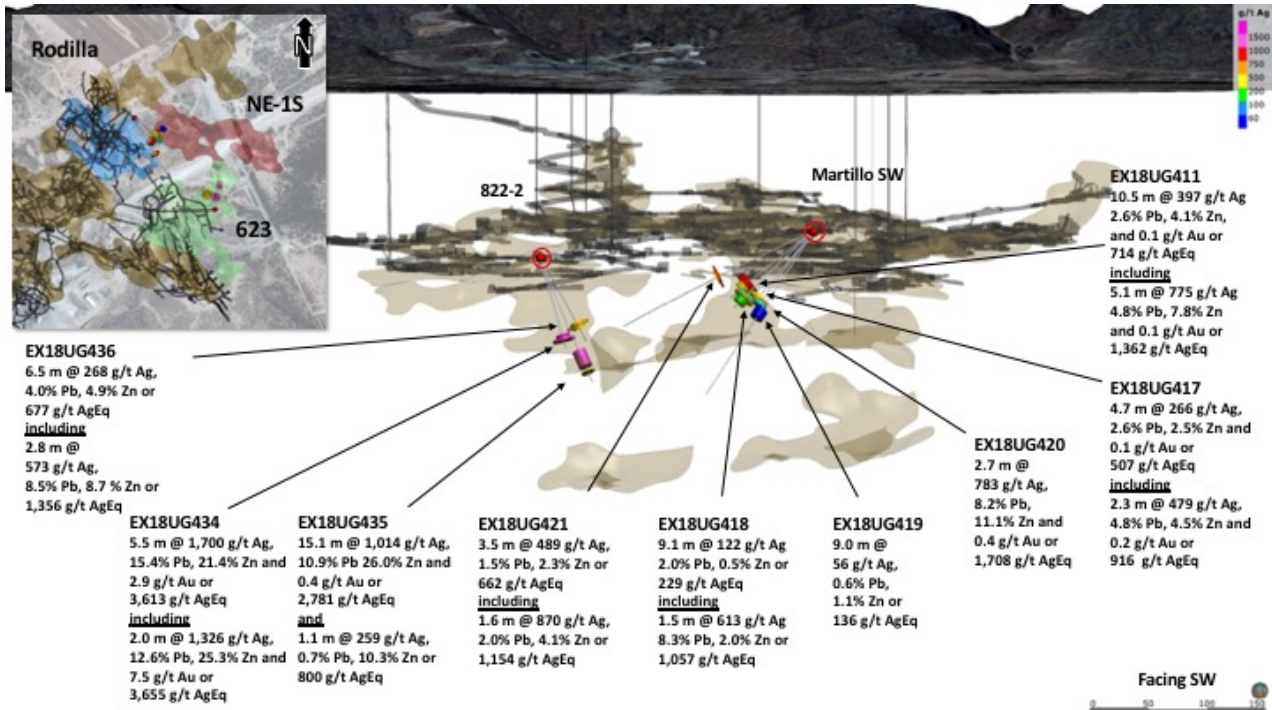 Rodilla
N
NE-1S
623
g/t Ag
1500
1000
750
500
200
100
60
822-2
Martillo SW
EX18UG411
10.5 m @ 397 g/t Ag
2.6% Pb, 4.1% Zn,
and 0.1 g/t Au or
714 g/t AgEq
including
5.1 m @ 775 g/t Ag
4.8% Pb, 7.8% Zn
and 0.1 g/t Au or
1,362 g/t AgEq
EX18UG417
4.7 m @ 266 g/t Ag,
2.6% Pb, 2.5% Zn and
0.1 g/t Au or
507 g/t AgEq
including
2.3 m @ 479 g/t Ag,
4.8% Pb, 4.5% Zn and
0.2 g/t Au or
916 g/t AgEq
EX18UG436
6.5 m @ 268 g/t Ag,
4.0% Pb, 4.9% Zn or
677 g/t AgEq
including
2.8 m @
573 g/t Ag,
8.5% Pb, 8.7 % Zn or
1,356 g/t AgEq
EX18UG434
5.5 m @ 1,700 g/t Ag,
15.4% Pb, 21.4% Zn and
2.9 g/t Au or
3,613 g/t AgEq
including
2.0 m @ 1,326 g/t Ag,
12.6% Pb, 25.3% Zn and
7.5 g/t Au or
3,655 g/t AgEq
EX18UG435
15.1 m @ 1,014 g/t Ag,
10.9% Pb 26.0% Zn and
0.4 g/t Au or
2,781 g/t AgEq
and
1.1 m @ 259 g/t Ag,
0.7% Pb, 10.3% Zn or
800 g/t AgEq
EX18UG421
3.5 m @ 489 g/t Ag,
1.5% Pb, 2.3% Zn or
662 g/t AgEq
including
1.6 m @ 870 g/t Ag,
2.0% Pb, 4.1% Zn or
1,154 g/t AgEq
EX18UG418
9.1 m @ 122 g/t Ag
2.0% Pb, 0.5% Zn or
229 g/t AgEq
including
1.5 m @ 613 g/t Ag
8.3% Pb, 2.0% Zn or
1,057 g/t AgEq
EX18UG419
9.0 m @
56 g/t Ag,
0.6% Pb,
1.1% Zn or
136 g/t AgEq
EX18UG420
2.7 m @
783 g/t Ag,
8.2% Pb,
11.1% Zn and
0.4 g/t Au or
1,708 g/t AgEq
Facing SW
0 50 100 150